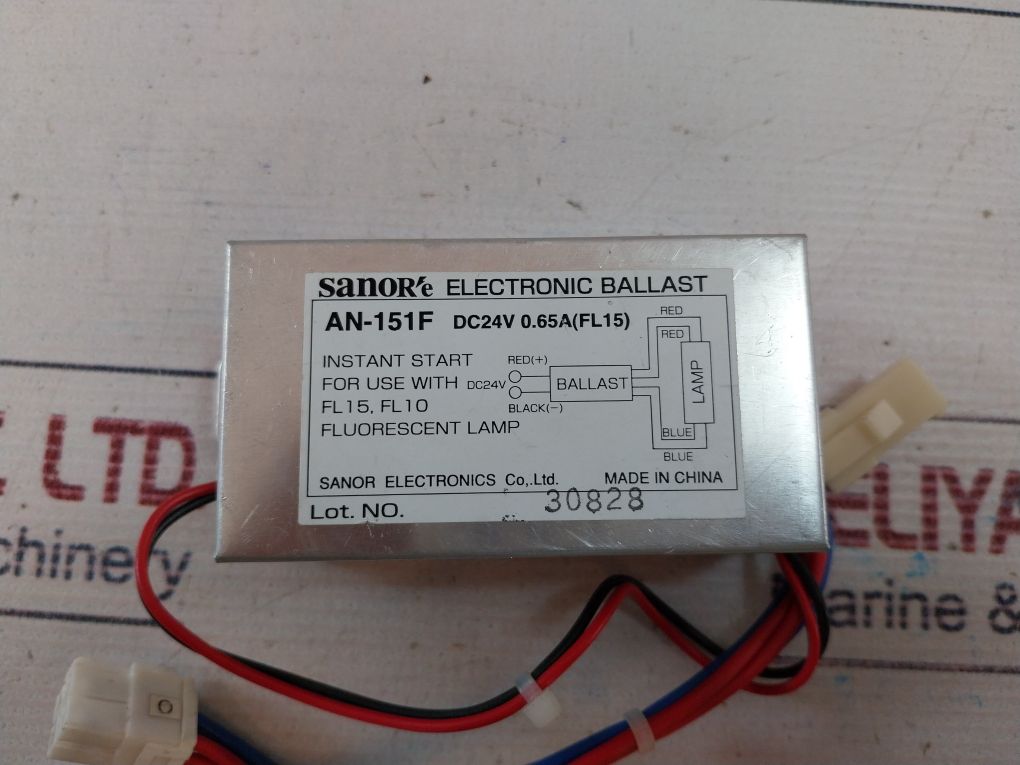 SANOR'e ELECTRONIC BALLAST
AN-151F DC24V 0.65A(FL15)
INSTANT START
FOR USE WITH
FL15, FL10
FLUORESCENT LAMP
RED
RED
RED(+)
DC24V
BALLAST
LAMP
BLACK(−)
BLUE
BLUE
SANOR ELECTRONICS Co,.Ltd. MADE IN CHINA
Lot. NO. 30828
LTD
ELIYA
chinery
arine &